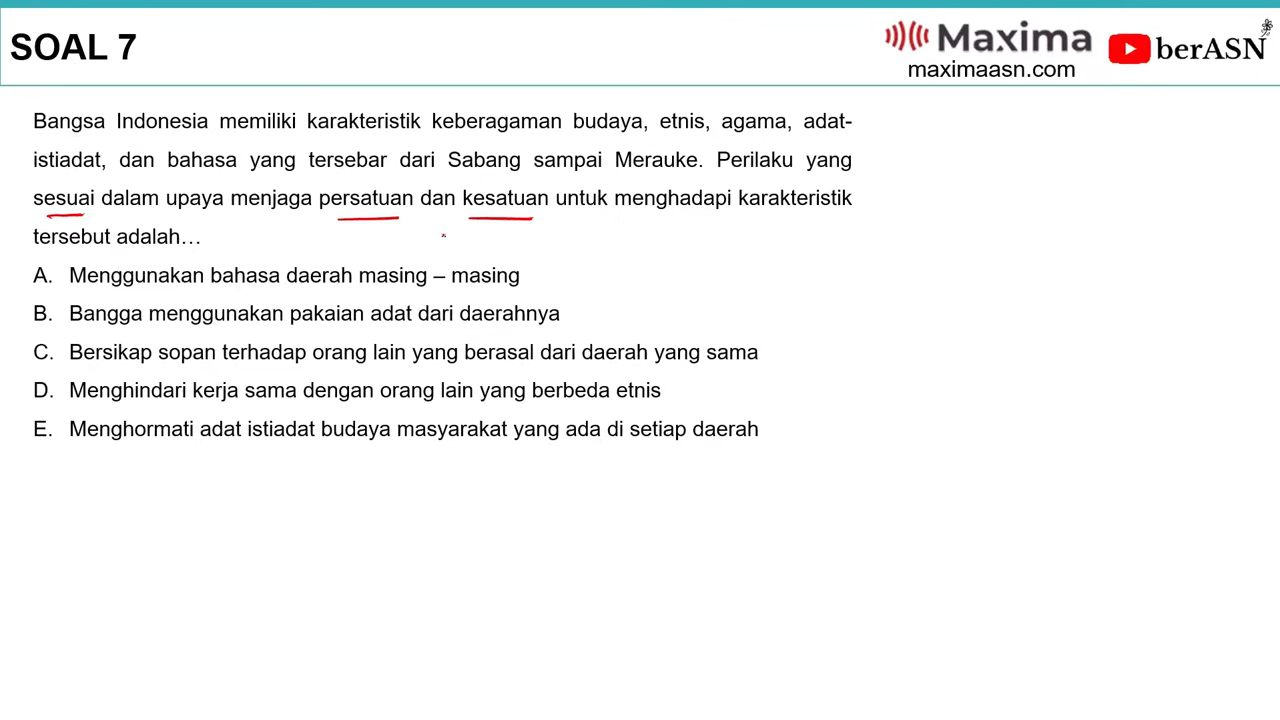 SOAL 7
Maxima
maximaasn.com
berASN
Bangsa Indonesia memiliki karakteristik keberagaman budaya, etnis, agama, adat-
istiadat, dan bahasa yang tersebar dari Sabang sampai Merauke. Perilaku yang
sesuai dalam upaya menjaga persatuan dan kesatuan untuk menghadapi karakteristik
tersebut adalah…
A. Menggunakan bahasa daerah masing – masing
B. Bangga menggunakan pakaian adat dari daerahnya
C. Bersikap sopan terhadap orang lain yang berasal dari daerah yang sama
D. Menghindari kerja sama dengan orang lain yang berbeda etnis
E. Menghormati adat istiadat budaya masyarakat yang ada di setiap daerah